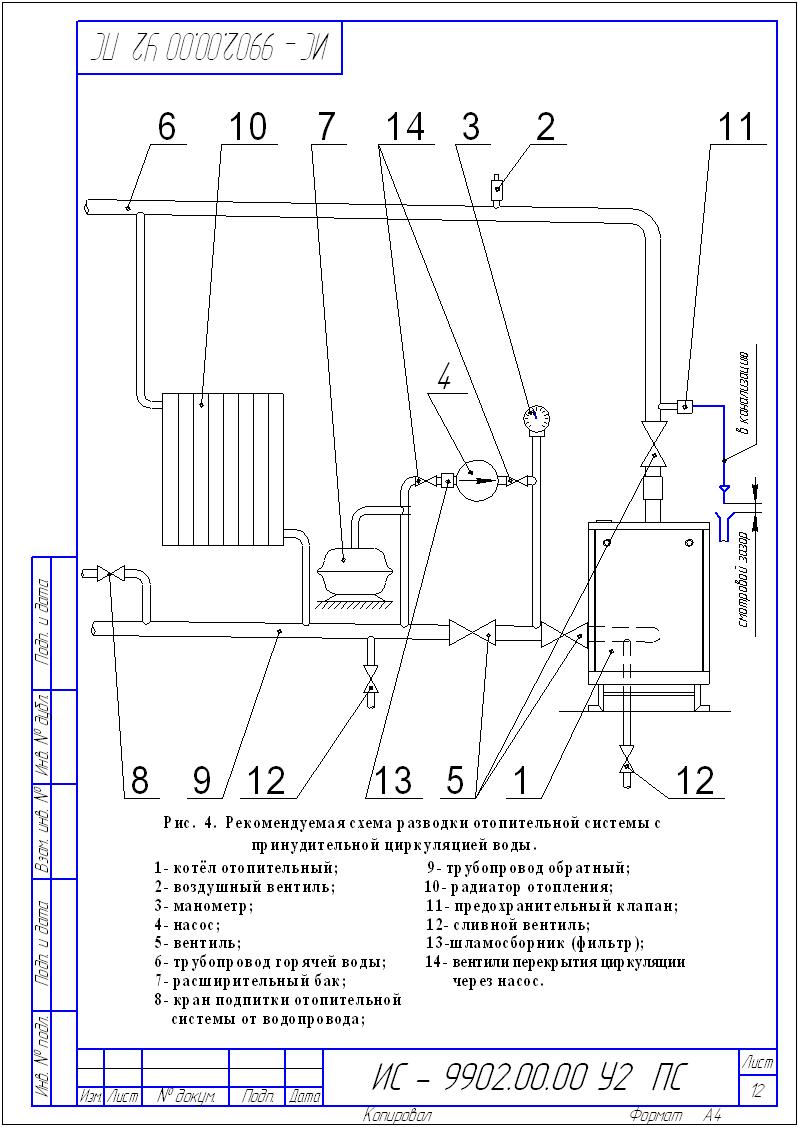 ИС - 9902.00.00 У2 ПС
6
10
7
14
3
2
11
4
в канализацию
смотровой зазор
8
9
12
13
5
1
12
Рис. 4. Рекомендуемая схема разводки отопительной системы с
принудительной циркуляцией воды.
1- котёл отопительный;
2- воздушный вентиль;
3- манометр;
4- насос;
5- вентиль;
6- трубопровод горячей воды;
7- расширительный бак;
8- кран подпитки отопительной
системы от водопровода;
9- трубопровод обратный;
10- радиатор отопления;
11- предохранительный клапан;
12- сливной вентиль;
13-шламосборник (фильтр);
14- вентили перекрытия циркуляции
через насос.
Подп. и дата
Инв. № дубл.
Взам. инв. №
Подп. и дата
Инв. № подл.
Изм. Лист № докум. Подп. Дата
ИС - 9902.00.00 У2 ПС
Лист
12
Копировал Формат А4